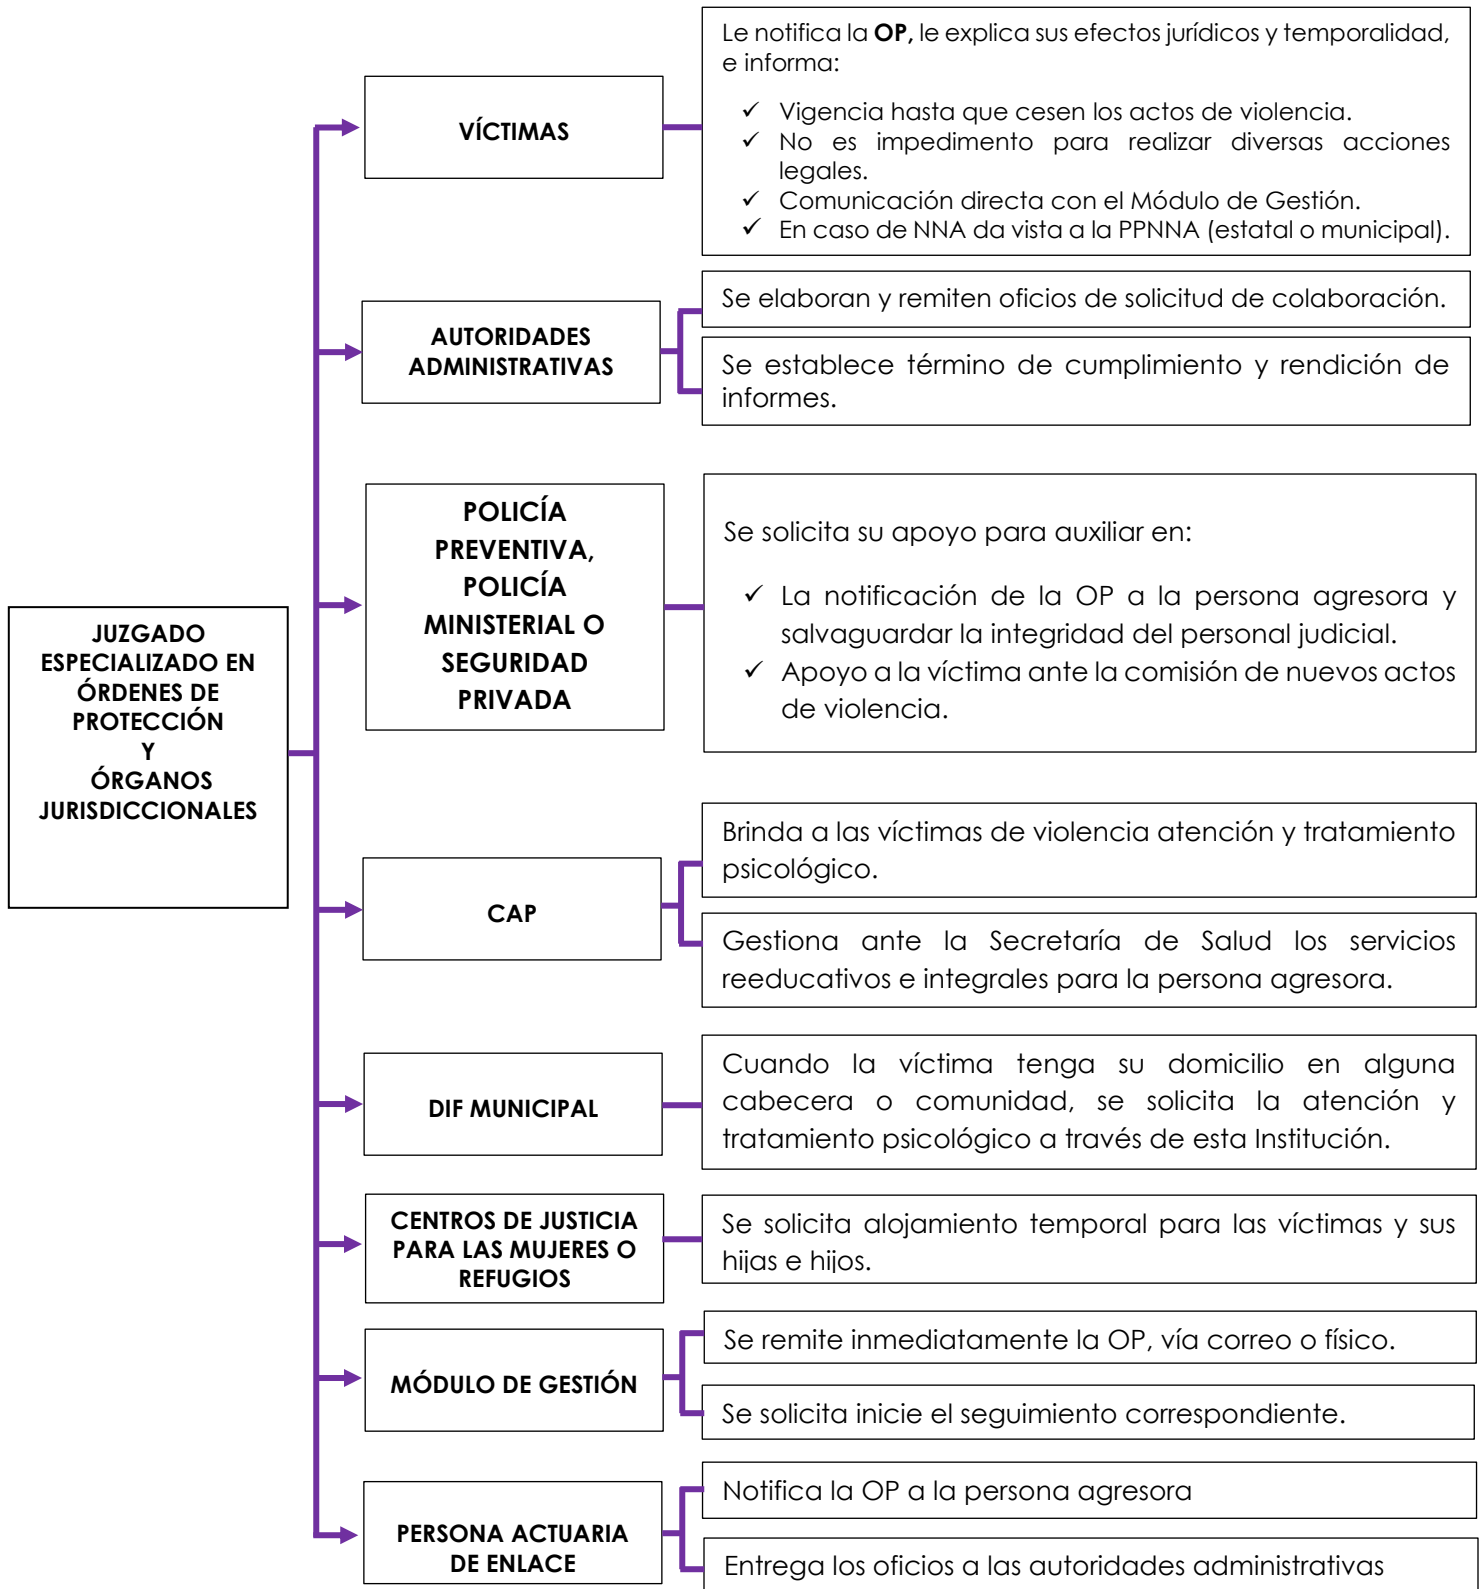 JUZGADO
ESPECIALIZADO EN
ÓRDENES DE
PROTECCIÓN
Y
ÓRGANOS
JURISDICCIONALES
VÍCTIMAS
Le notifica la OP, le explica sus efectos jurídicos y temporalidad,
e informa:
✓ Vigencia hasta que cesen los actos de violencia.
✓ No es impedimento para realizar diversas acciones
legales.
✓ Comunicación directa con el Módulo de Gestión.
✓ En caso de NNA da vista a la PPNNA (estatal o municipal).
AUTORIDADES
ADMINISTRATIVAS
Se elaboran y remiten oficios de solicitud de colaboración.
Se establece término de cumplimiento y rendición de
informes.
POLICÍA
PREVENTIVA,
POLICÍA
MINISTERIAL O
SEGURIDAD
PRIVADA
Se solicita su apoyo para auxiliar en:
✓ La notificación de la OP a la persona agresora y
salvaguardar la integridad del personal judicial.
✓ Apoyo a la víctima ante la comisión de nuevos actos
de violencia.
CAP
Brinda a las víctimas de violencia atención y tratamiento
psicológico.
Gestiona ante la Secretaría de Salud los servicios
reeducativos e integrales para la persona agresora.
DIF MUNICIPAL
Cuando la víctima tenga su domicilio en alguna
cabecera o comunidad, se solicita la atención y
tratamiento psicológico a través de esta Institución.
CENTROS DE JUSTICIA
PARA LAS MUJERES O
REFUGIOS
Se solicita alojamiento temporal para las víctimas y sus
hijas e hijos.
MÓDULO DE GESTIÓN
Se remite inmediatamente la OP, vía correo o físico.
Se solicita inicie el seguimiento correspondiente.
PERSONA ACTUARIA
DE ENLACE
Notifica la OP a la persona agresora
Entrega los oficios a las autoridades administrativas